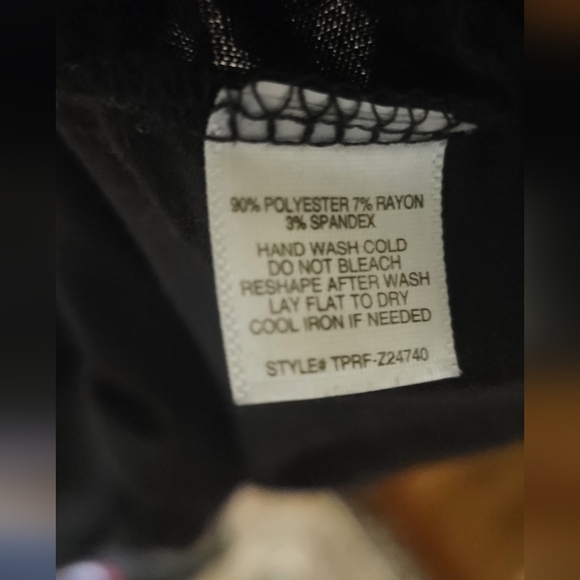 90% POLYESTER 7% RAYON
3% SPANDEX
HAND WASH COLD
DO NOT BLEACH
RESHAPE AFTER WASH
LAY FLAT TO DRY
COOL IRON IF NEEDED
STYLE# TPRF-Z24740